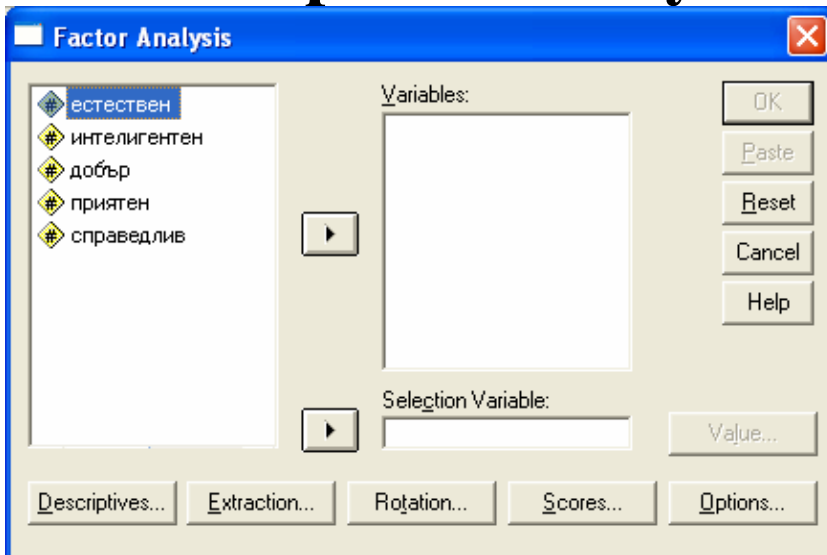 Factor Analysis
естествен
интелигентен
добър
приятен
справедлив
Variables:
Selection Variable:
OK
Paste
Reset
Cancel
Help
Value...
Descriptives...
Extraction...
Rotation...
Scores...
Options...